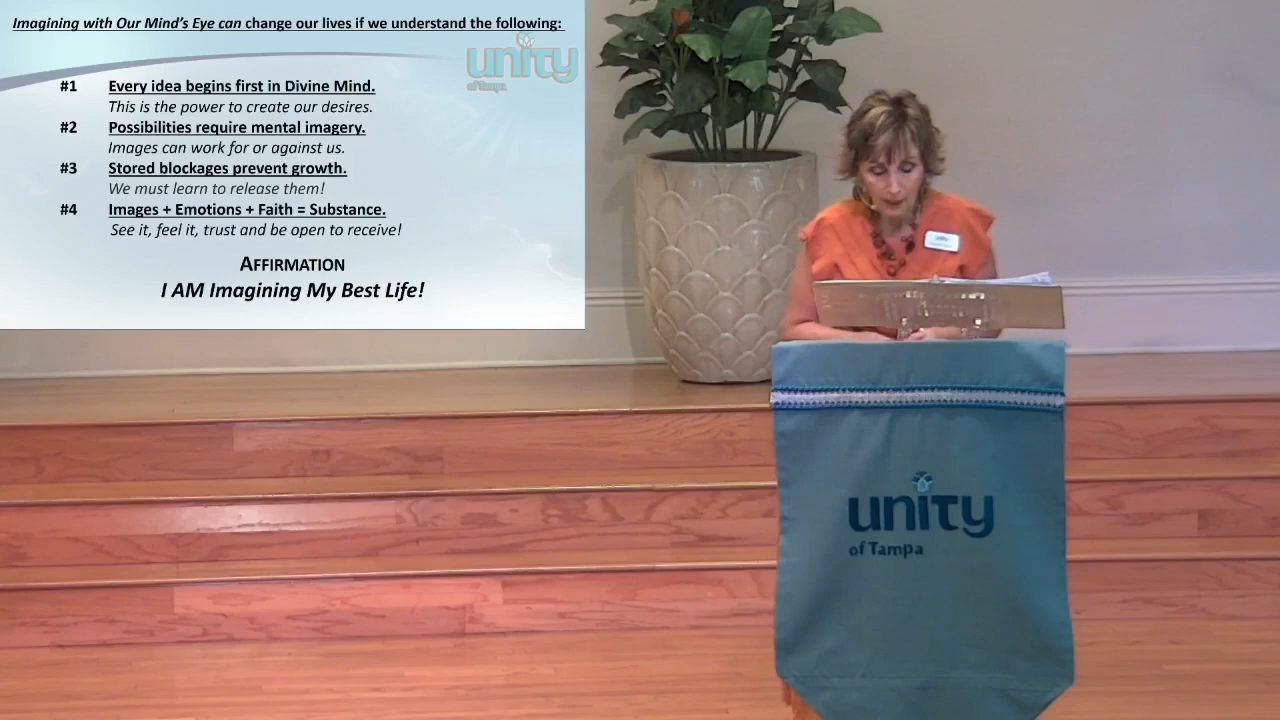 Imagining with Our Mind's Eye can change our lives if we understand the following:
unity
of Tampa
#1 Every idea begins first in Divine Mind.
This is the power to create our desires.
#2 Possibilities require mental imagery.
Images can work for or against us.
#3 Stored blockages prevent growth.
We must learn to release them!
#4 Images + Emotions + Faith = Substance.
See it, feel it, trust and be open to receive!
AFFIRMATION
I AM Imagining My Best Life!
unity
of Tampa